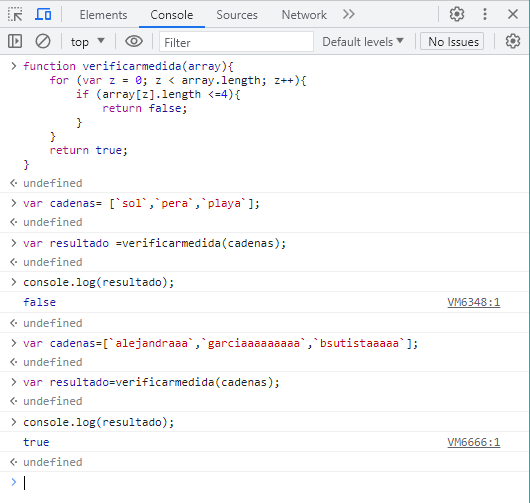 Elements Console Sources Network
top Filter Default levels No Issues
function verificarmedida(array){
for (var z = 0; z < array.length; z++){
if (array[z].length <=4){
return false;
}
}
return true;
}
undefined
var cadenas= [`sol`,`pera`,`playa`];
undefined
var resultado =verificarmedida(cadenas);
undefined
console.log(resultado);
false VM6348:1
undefined
var cadenas=[`alejandraaa`,`garciaaaaaaaaa`,`bsutistaaaaa`];
undefined
var resultado=verificarmedida(cadenas);
undefined
console.log(resultado);
true VM6666:1
undefined